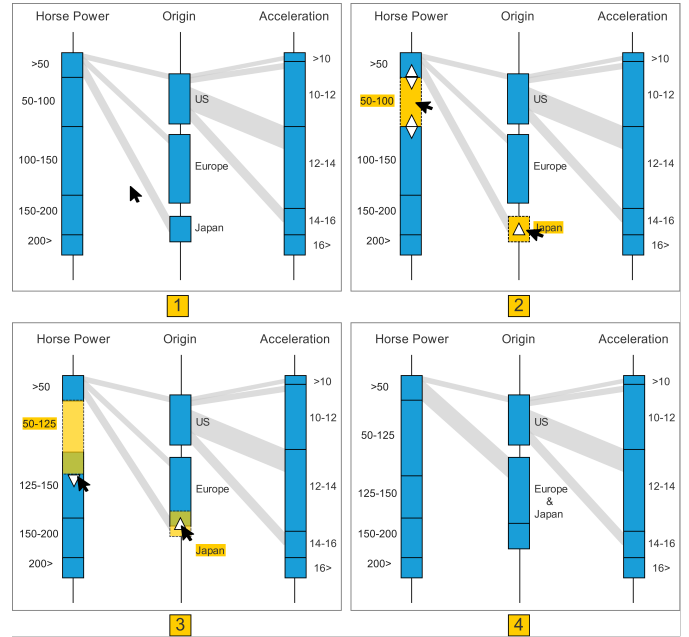 Horse Power Origin Acceleration
>50
50-100
100-150
150-200
200>
US
Europe
Japan
>10
10-12
12-14
14-16
16>
1
Horse Power Origin Acceleration
>50
50-100
100-150
150-200
200>
US
Europe
Japan
>10
10-12
12-14
14-16
16>
2
Horse Power Origin Acceleration
>50
50-125
125-150
150-200
200>
US
Europe
Japan
>10
10-12
12-14
14-16
16>
3
Horse Power Origin Acceleration
>50
50-125
125-150
150-200
200>
US
Europe
&
Japan
>10
10-12
12-14
14-16
16>
4